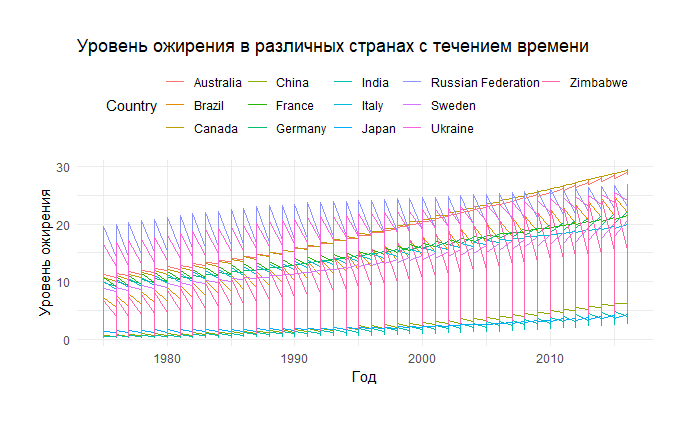 Уровень ожирения в различных странах с течением времени
Country
Australia China India Russian Federation Zimbabwe
Brazil France Italy Sweden
Canada Germany Japan Ukraine
30
20
10
0
Уровень ожирения
1980 1990 2000 2010
Год